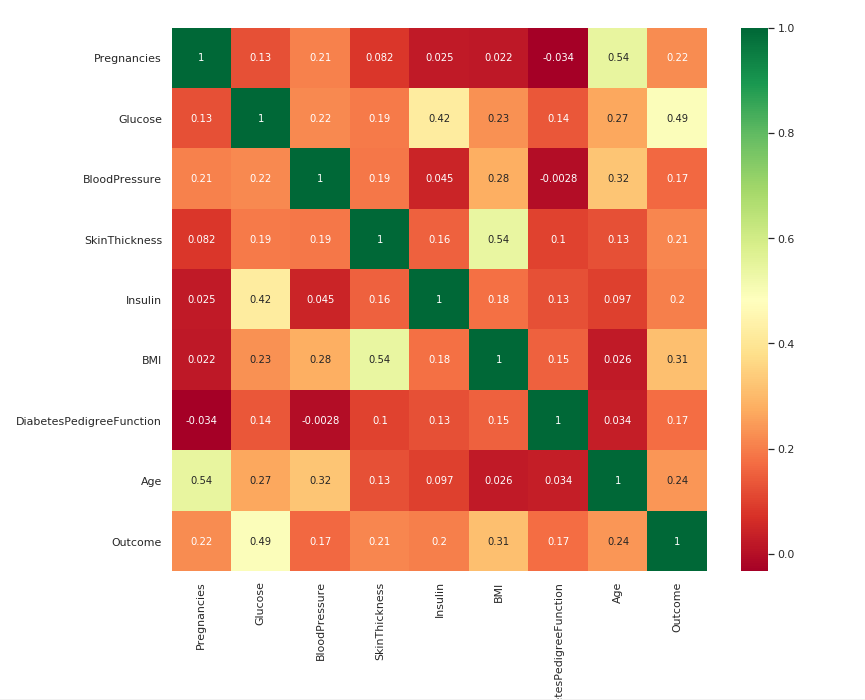 Pregnancies 1 0.13 0.21 0.082 0.025 0.022 -0.034 0.54 0.22
Glucose 0.13 1 0.22 0.19 0.42 0.23 0.14 0.27 0.49
BloodPressure 0.21 0.22 1 0.19 0.045 0.28 -0.0028 0.32 0.17
SkinThickness 0.082 0.19 0.19 1 0.16 0.54 0.1 0.13 0.21
Insulin 0.025 0.42 0.045 0.16 1 0.18 0.13 0.097 0.2
BMI 0.022 0.23 0.28 0.54 0.18 1 0.15 0.026 0.31
DiabetesPedigreeFunction -0.034 0.14 -0.0028 0.1 0.13 0.15 1 0.034 0.17
Age 0.54 0.27 0.32 0.13 0.097 0.026 0.034 1 0.24
Outcome 0.22 0.49 0.17 0.21 0.2 0.31 0.17 0.24 1
Pregnancies
Glucose
BloodPressure
SkinThickness
Insulin
BMI
tesPedigreeFunction
Age
Outcome
1.0
0.8
0.6
0.4
0.2
0.0